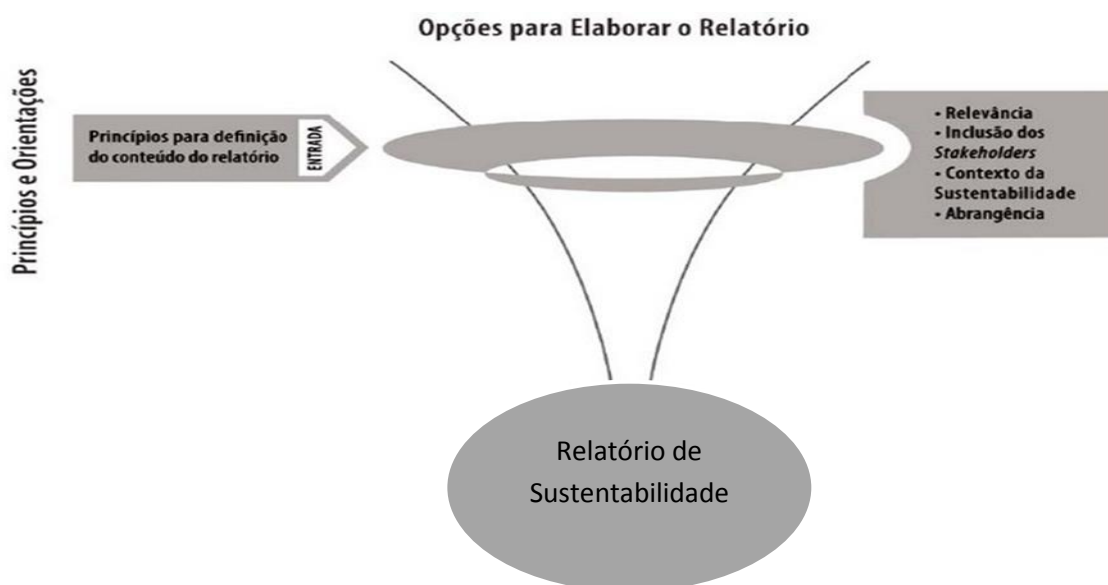 Opções para Elaborar o Relatório
Princípios e Orientações
Princípios para definição
do conteúdo do relatório
ENTRADA
• Relevância
• Inclusão dos
Stakeholders
• Contexto da
Sustentabilidade
• Abrangência
Relatório de
Sustentabilidade